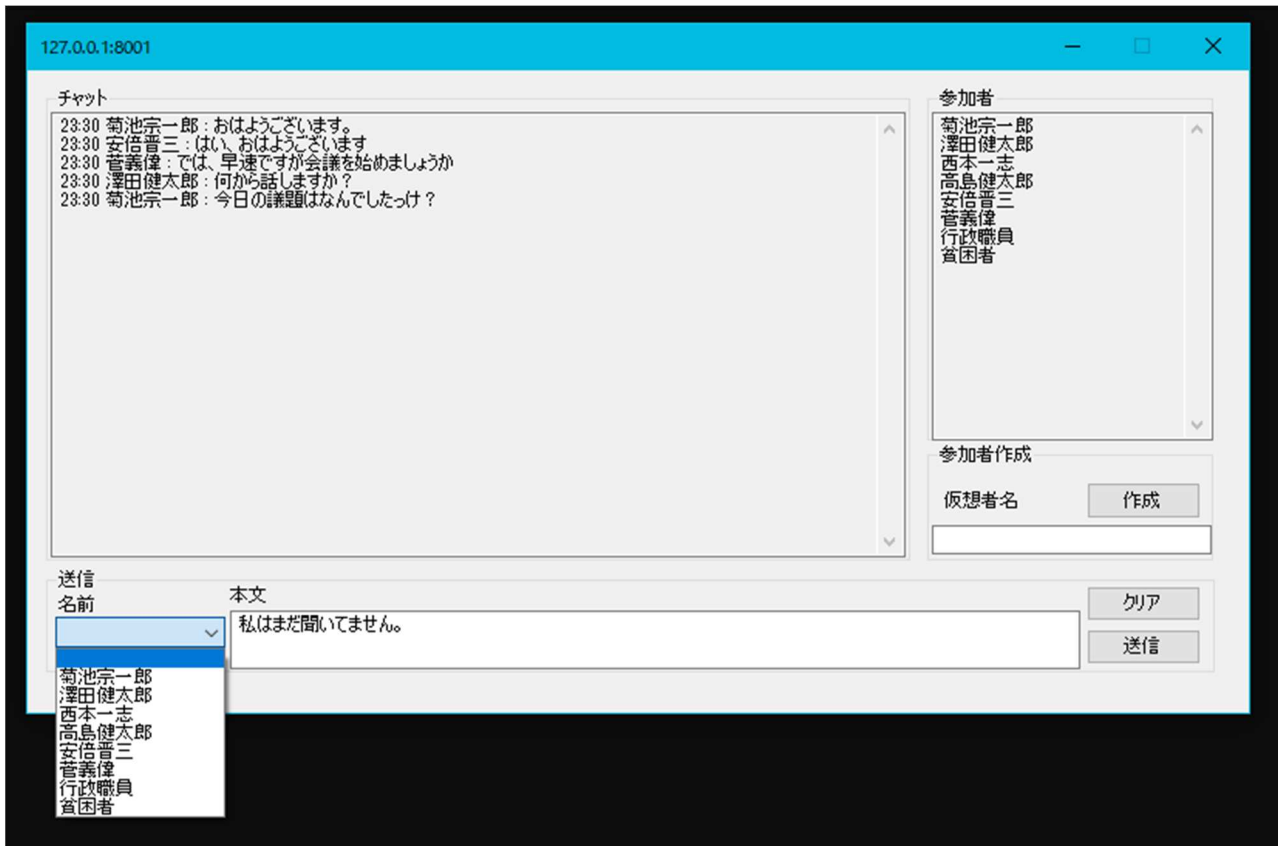 127.0.0.1:8001
チャット
23:30 菊池宗一郎 : おはようございます。
23:30 安倍晋三 : はい、おはようございます
23:30 菅義偉 : では、早速ですが会議を始めましょうか
23:30 澤田健太郎 : 何から話しますか？
23:30 菊池宗一郎 : 今日の議題はなんでしたっけ？
参加者
菊池宗一郎
澤田健太郎
西本一志
高島健太郎
安倍晋三
菅義偉
行政職員
貧困者
参加者作成
仮想者名
作成
送信
名前
本文
私はまだ聞いてません。
クリア
送信
菊池宗一郎
澤田健太郎
西本一志
高島健太郎
安倍晋三
菅義偉
行政職員
貧困者